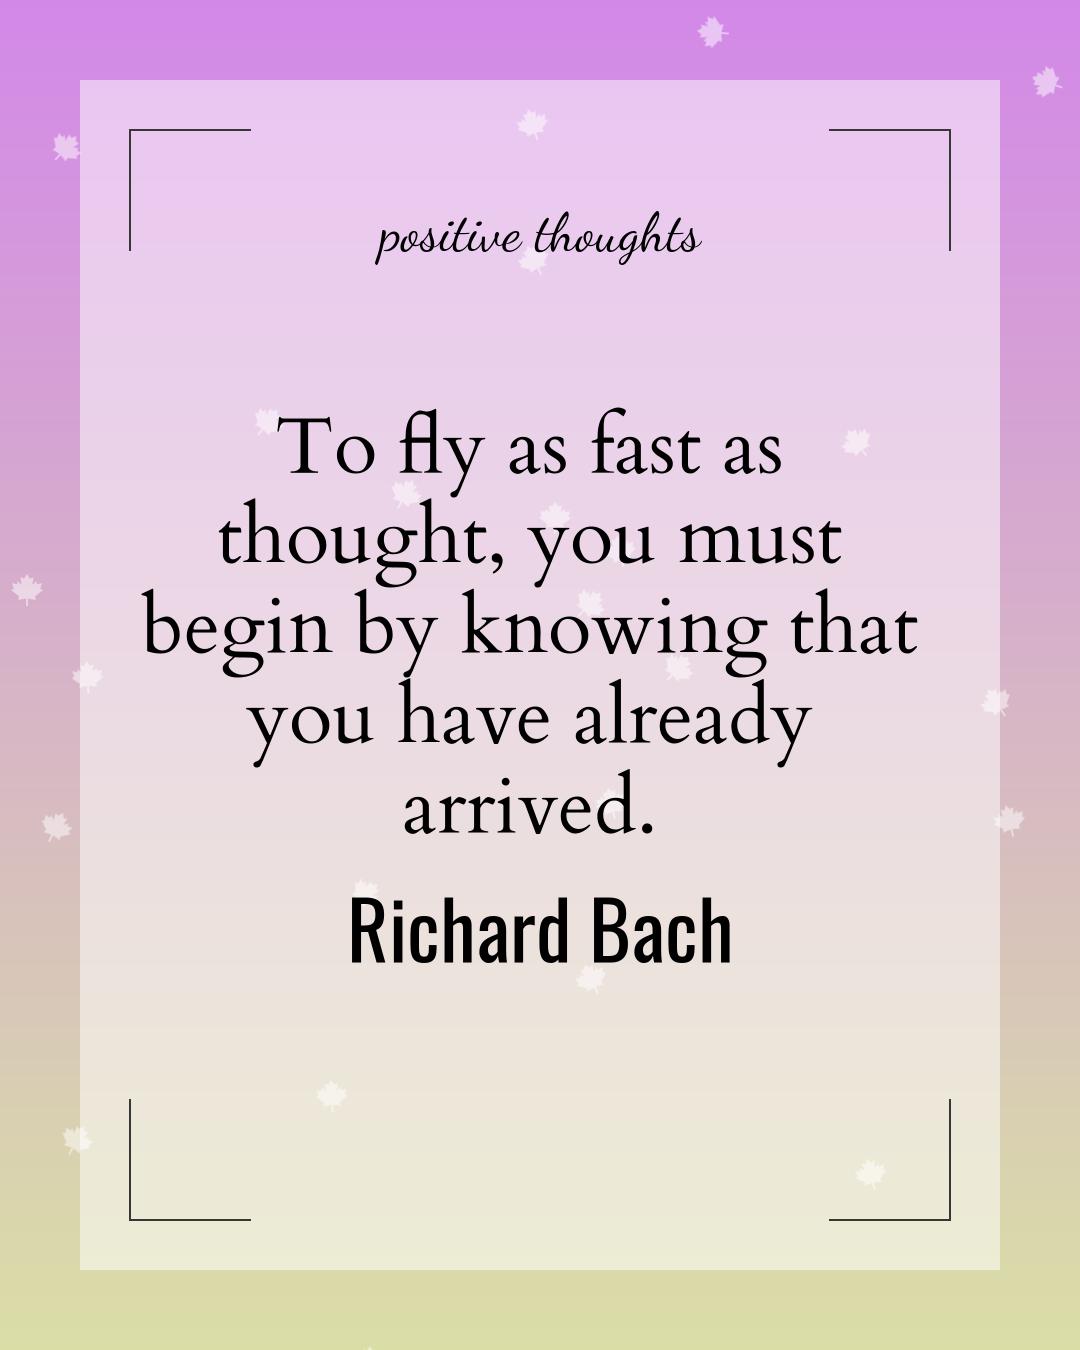 positive thoughts
To fly as fast as
thought, you must
begin by knowing that
you have already
arrived.
Richard Bach